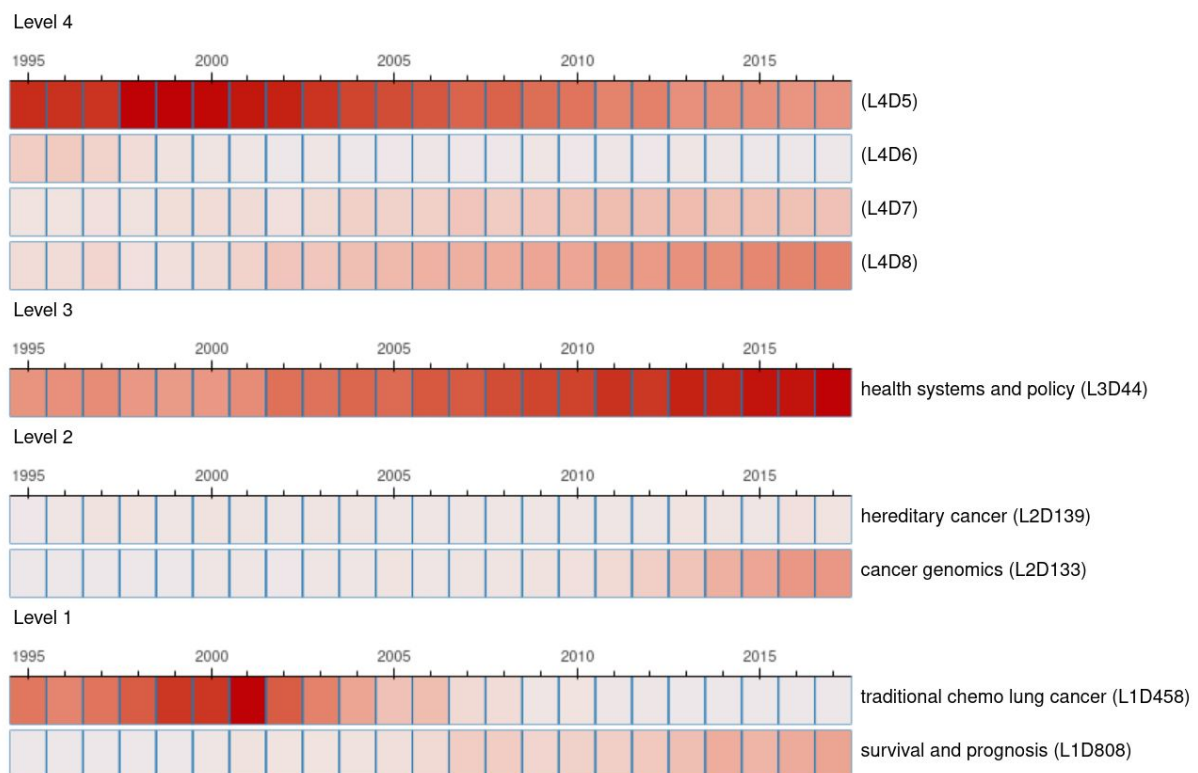 Level 4
1995 2000 2005 2010 2015
(L4D5)
(L4D6)
(L4D7)
(L4D8)
Level 3
1995 2000 2005 2010 2015
health systems and policy (L3D44)
Level 2
1995 2000 2005 2010 2015
hereditary cancer (L2D139)
cancer genomics (L2D133)
Level 1
1995 2000 2005 2010 2015
traditional chemo lung cancer (L1D458)
survival and prognosis (L1D808)